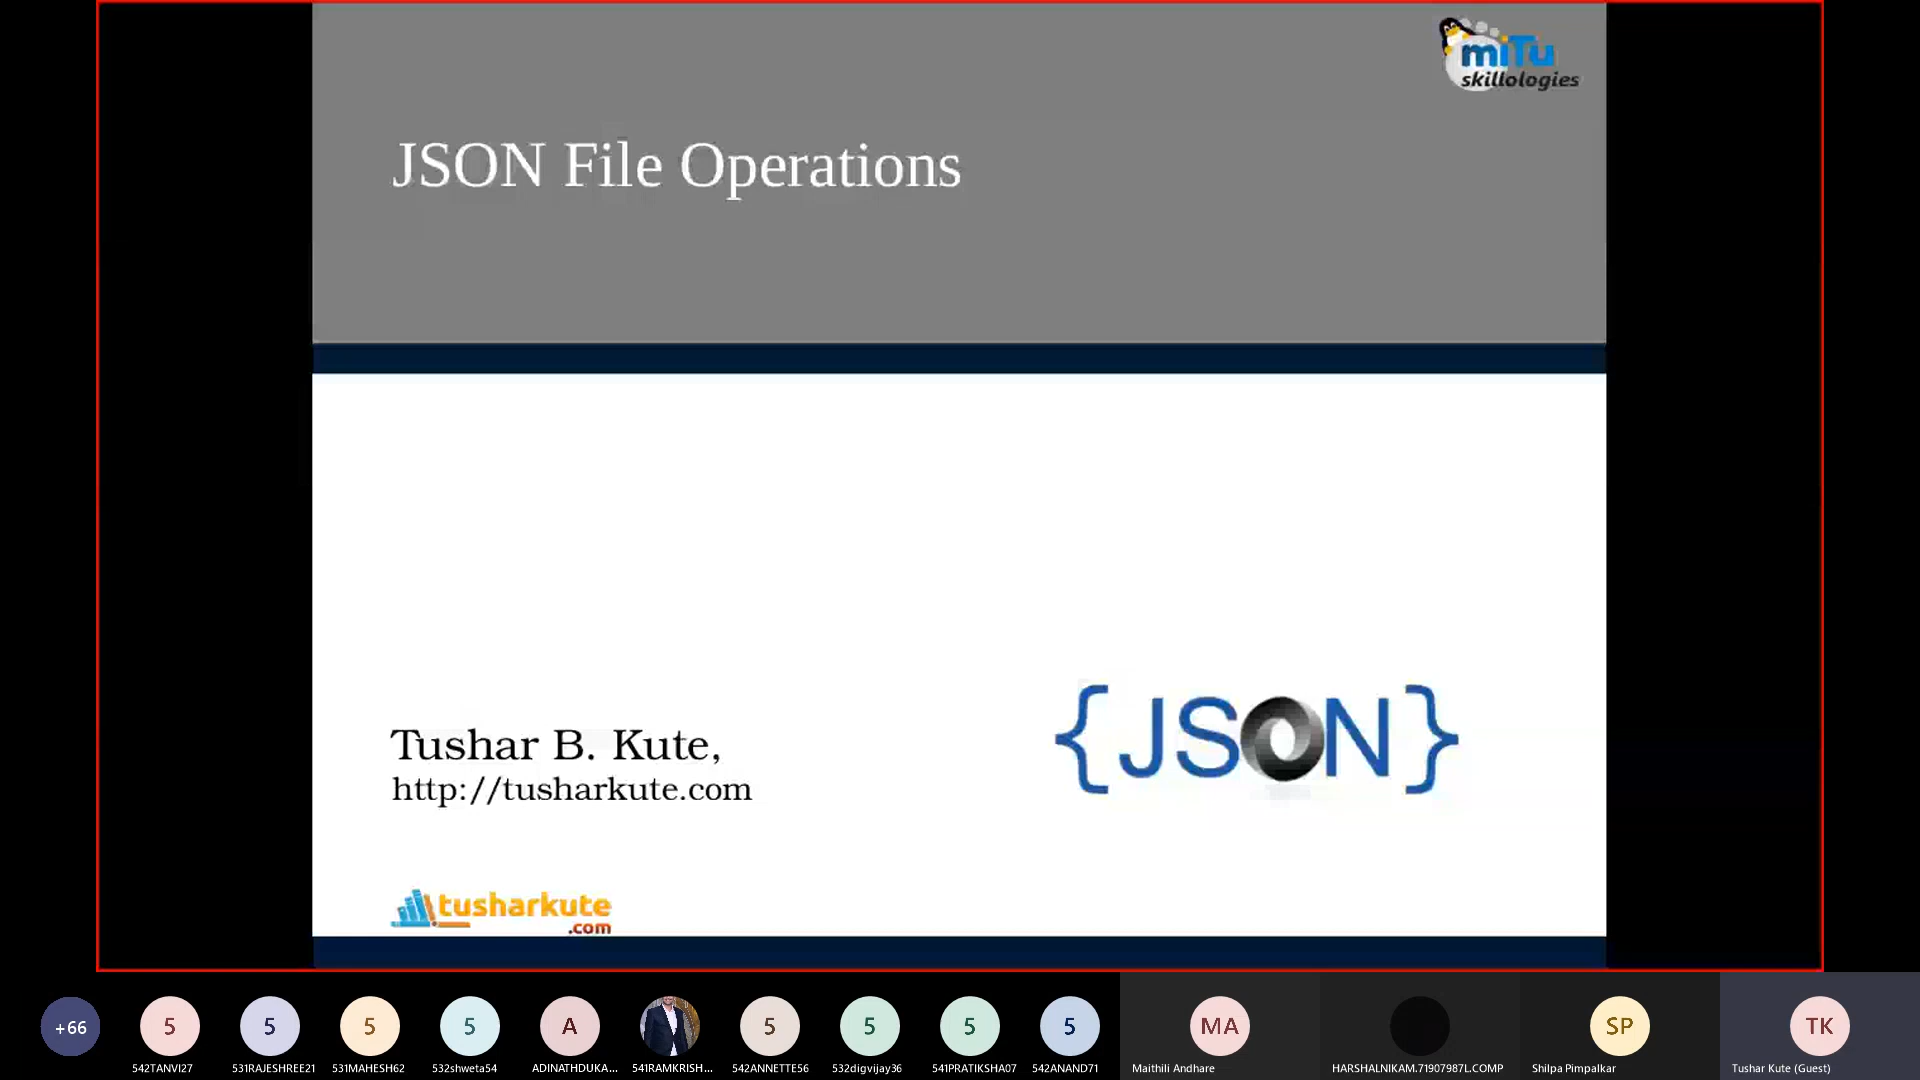 miTu
skillologies
JSON File Operations
Tushar B. Kute,
http://tusharkute.com
{JSON}
tusharkute
.com
+66
5
5
5
5
A
5
5
5
5
MA
SP
TK
542TANVI27
531RAJESHREE21
531MAHESH62
532shweta54
ADINATHDUKA...
541RAMKRISH...
542ANNETTE56
532digvijay36
541PRATIKSHA07
542ANAND71
Maithili Andhare
HARSHALNIKAM.71907987L.COMP
Shilpa Pimpalkar
Tushar Kute (Guest)